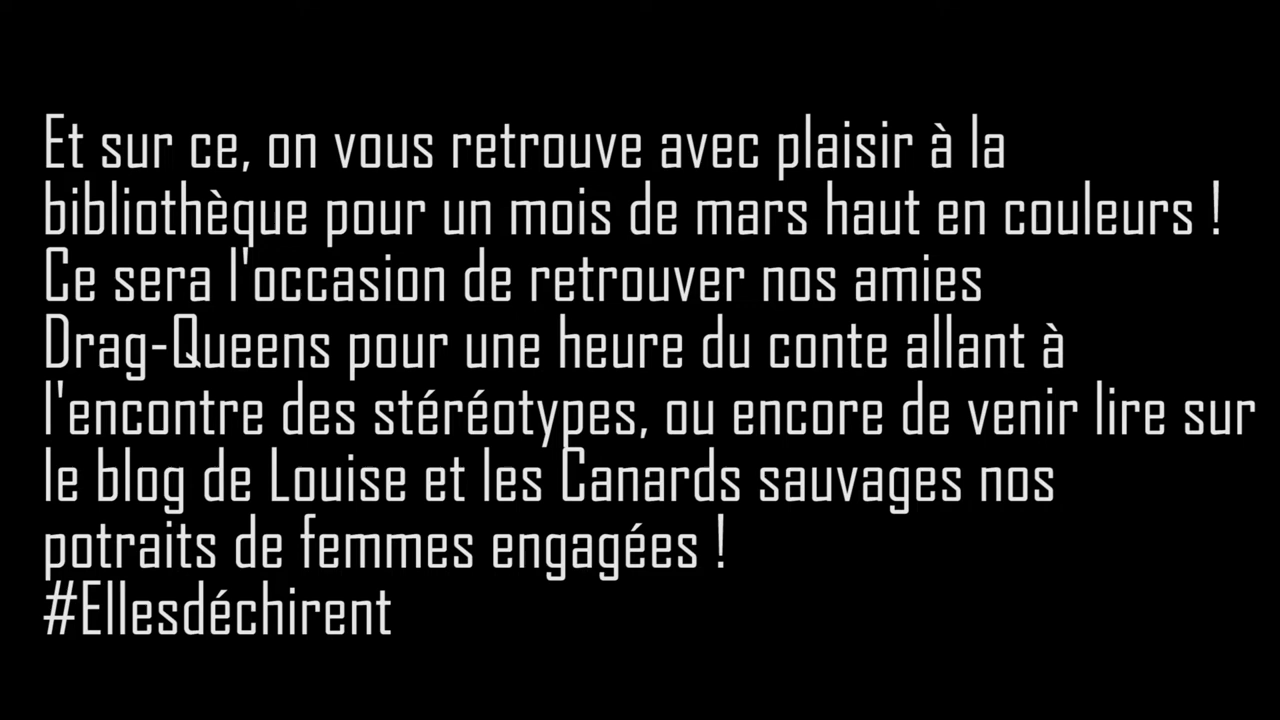 Et sur ce, on vous retrouve avec plaisir à la
bibliothèque pour un mois de mars haut en couleurs !
Ce sera l'occasion de retrouver nos amies
Drag-Queens pour une heure du conte allant à
l'encontre des stéréotypes, ou encore de venir lire sur
le blog de Louise et les Canards sauvages nos
potraits de femmes engagées !
#Ellesdéchirent